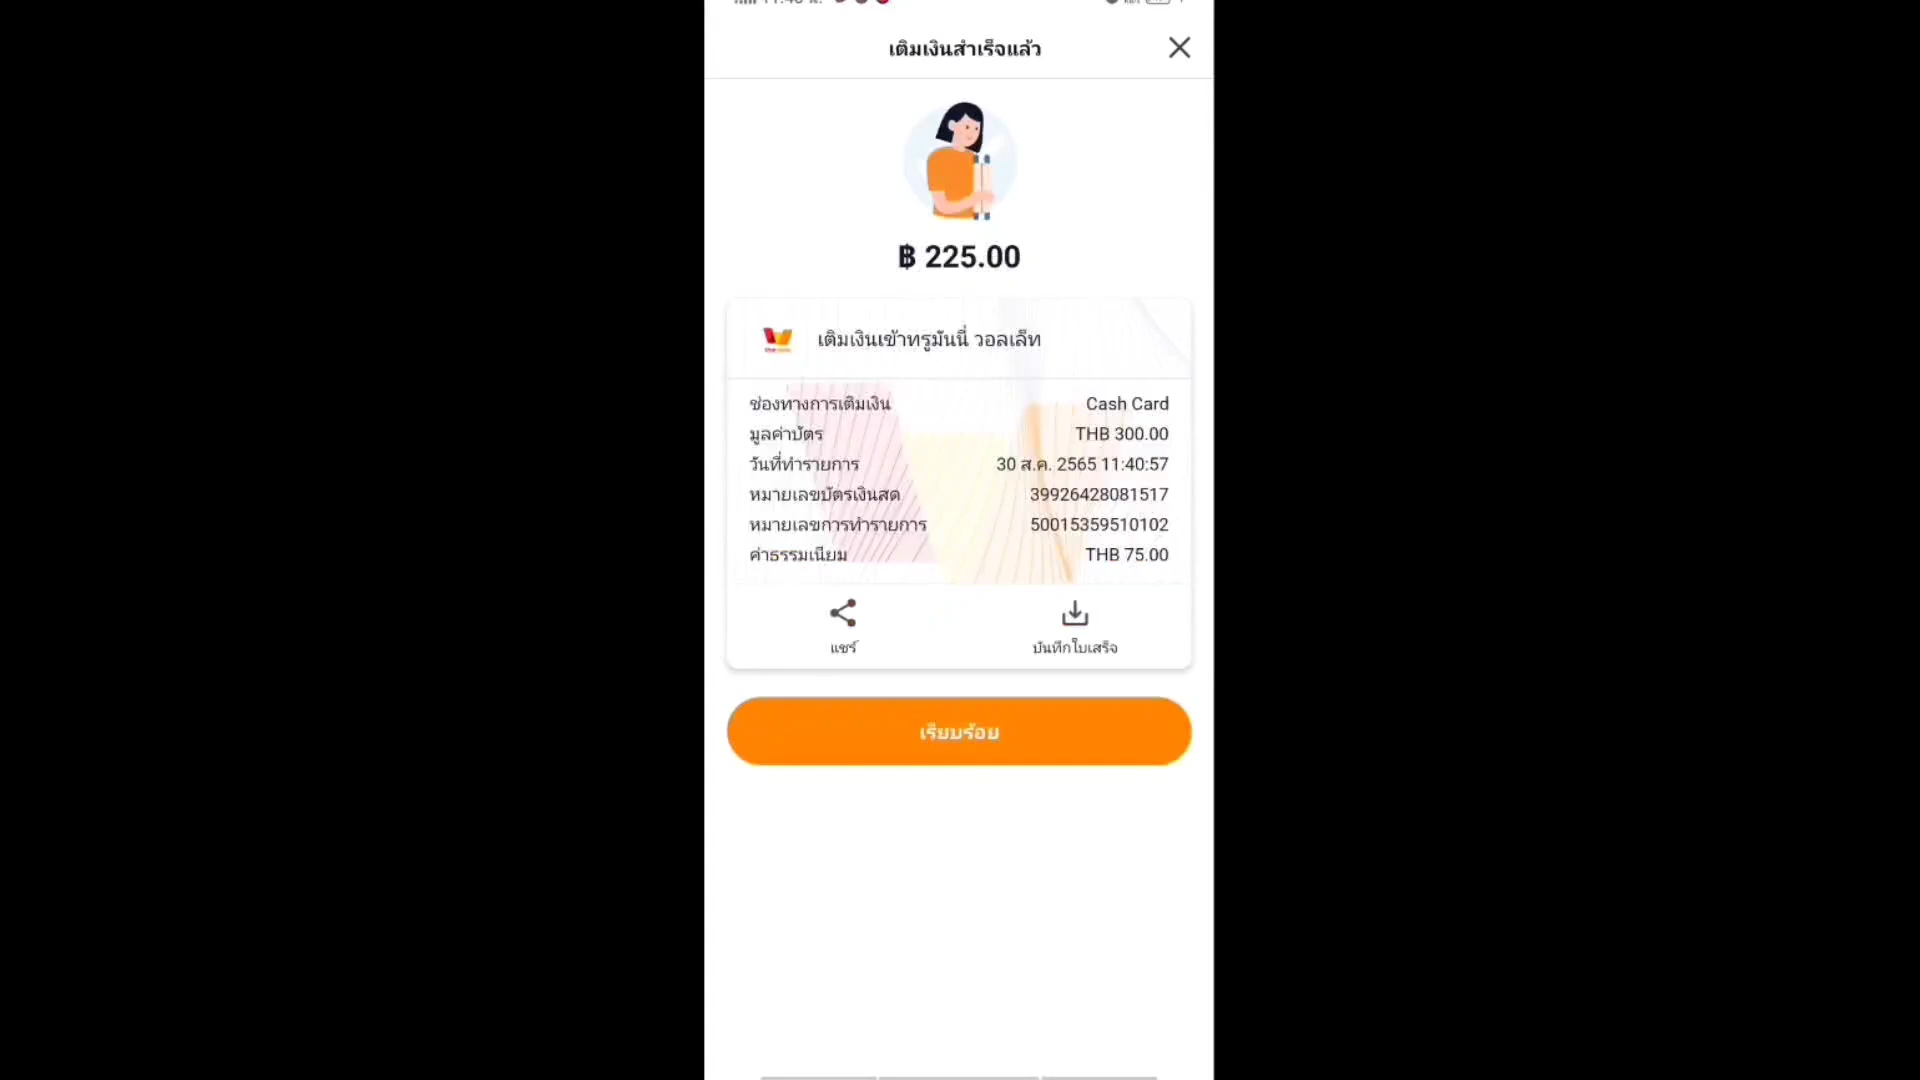 เติมเงินสำเร็จแล้ว
฿ 225.00
เติมเงินเข้าทรูมันนี่ วอลเล็ท
ช่องทางการเติมเงิน Cash Card
มูลค่าบัตร THB 300.00
วันที่ทำรายการ 30 ส.ค. 2565 11:40:57
หมายเลขบัตรเงินสด 39926428081517
หมายเลขการทำรายการ 50015359510102
ค่าธรรมเนียม THB 75.00
แชร์ บันทึกใบเสร็จ
เรียบร้อย